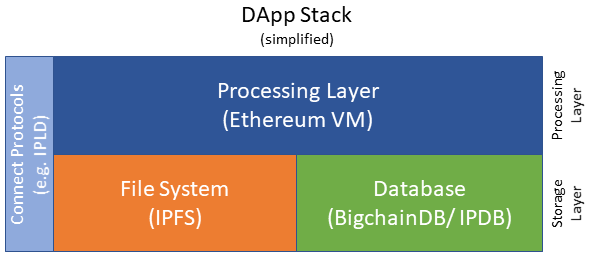 DApp Stack
(simplified)
Connect Protocols
(e.g. IPLD)
Processing Layer
(Ethereum VM)
Processing
Layer
File System
(IPFS)
Database
(BigchainDB/ IPDB)
Storage
Layer